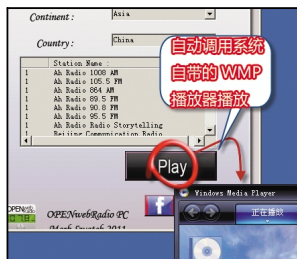 Continent :
Asia
Country :
China
自动调用系统
自带的 WMP
播放器播放
Station Name :
1 Ah Radio 1008 AM
1 Ah Radio 105.5 FM
1 Ah Radio 864 AM
1 Ah Radio 89.5 FM
1 Ah Radio 90.8 FM
1 Ah Radio 95.5 FM
1 Ah Radio Radio Storytelling
1 Beijing Communication Radio
Play
Windows Media Player
正在播放
OPENwebRadio PC